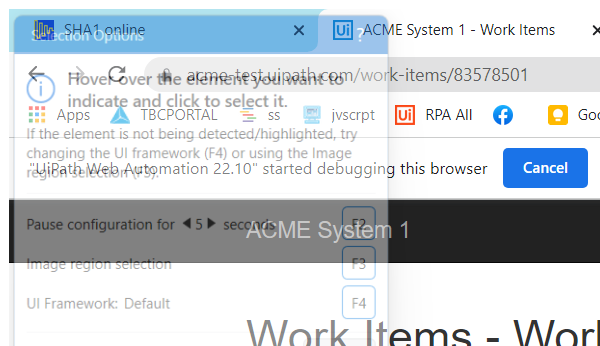 SHA1 online
ACME System 1 - Work Items
Selection Options
?
acme-test.uipath.com/work-items/83578501
Hover over the element you want to
indicate and click to select it.
Apps
TBCPORTAL
ss
jvscrpt
Ui RPA All
Goo
If the element is not being detected/highlighted, try
changing the UI framework (F4) or using the Image
region selection (F3).
"UiPath Web Automation 22.10" started debugging this browser
Cancel
Pause configuration for 5 seconds
F2
ACME System 1
Image region selection
F3
UI Framework: Default
F4
Work Items - Wor